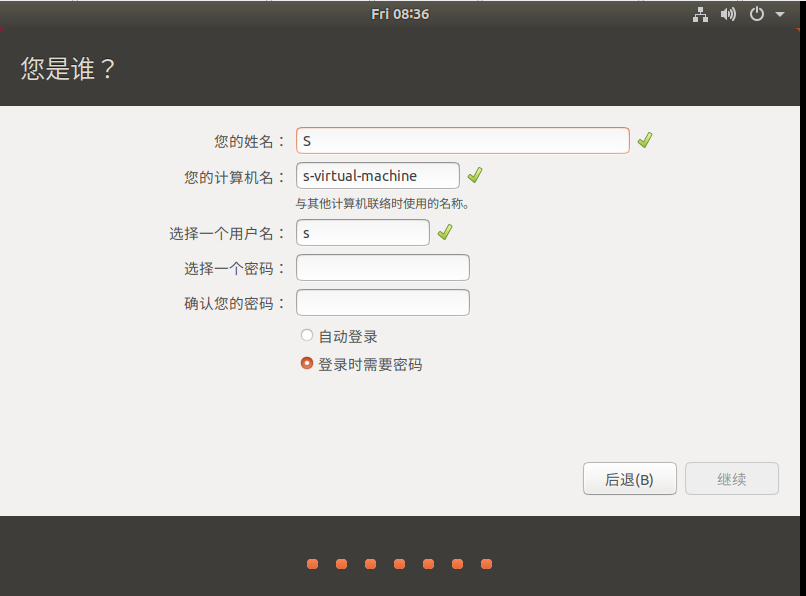 Fri 08:36
您是谁？
您的姓名： S
您的计算机名： s-virtual-machine
与其他计算机联络时使用的名称。
选择一个用户名： s
选择一个密码：
确认您的密码：
自动登录
登录时需要密码
后退(B) 继续